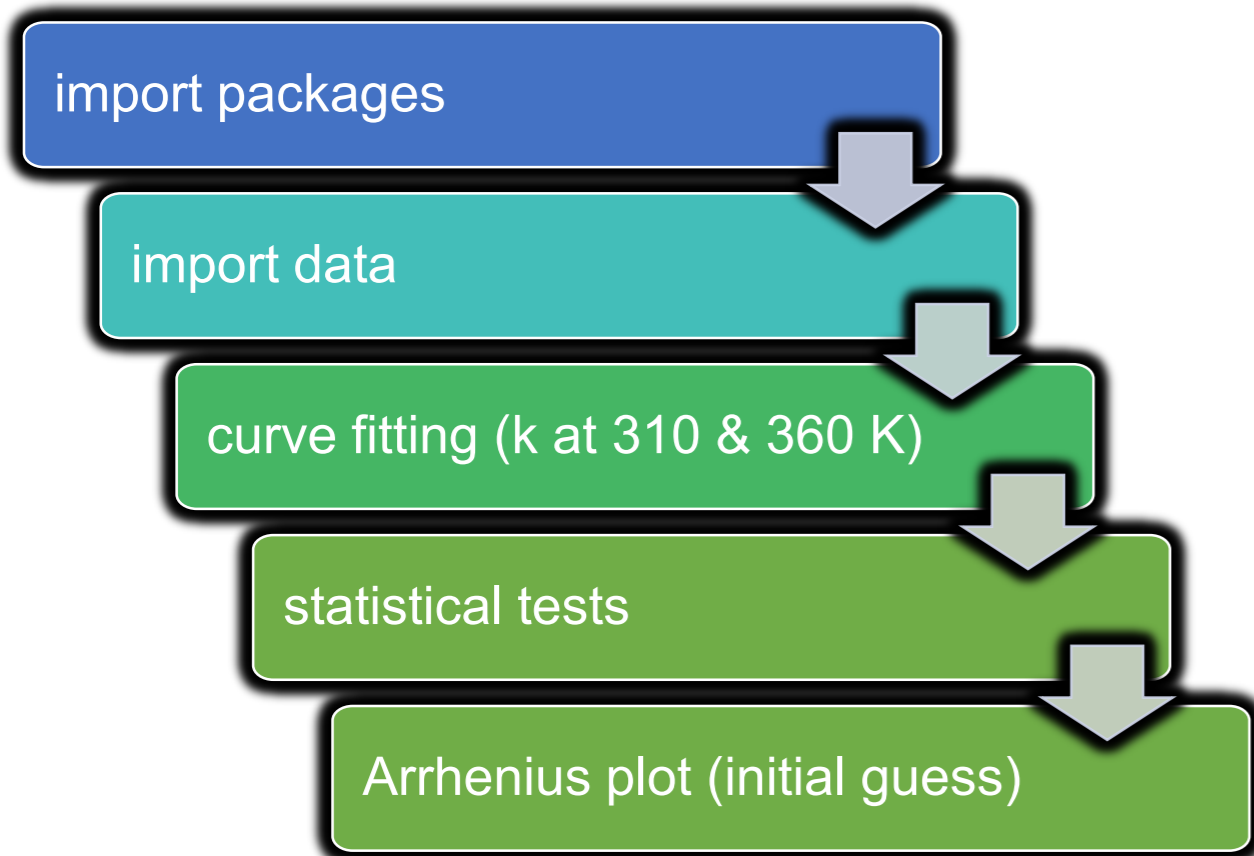 import packages
import data
curve fitting (k at 310 & 360 K)
statistical tests
Arrhenius plot (initial guess)